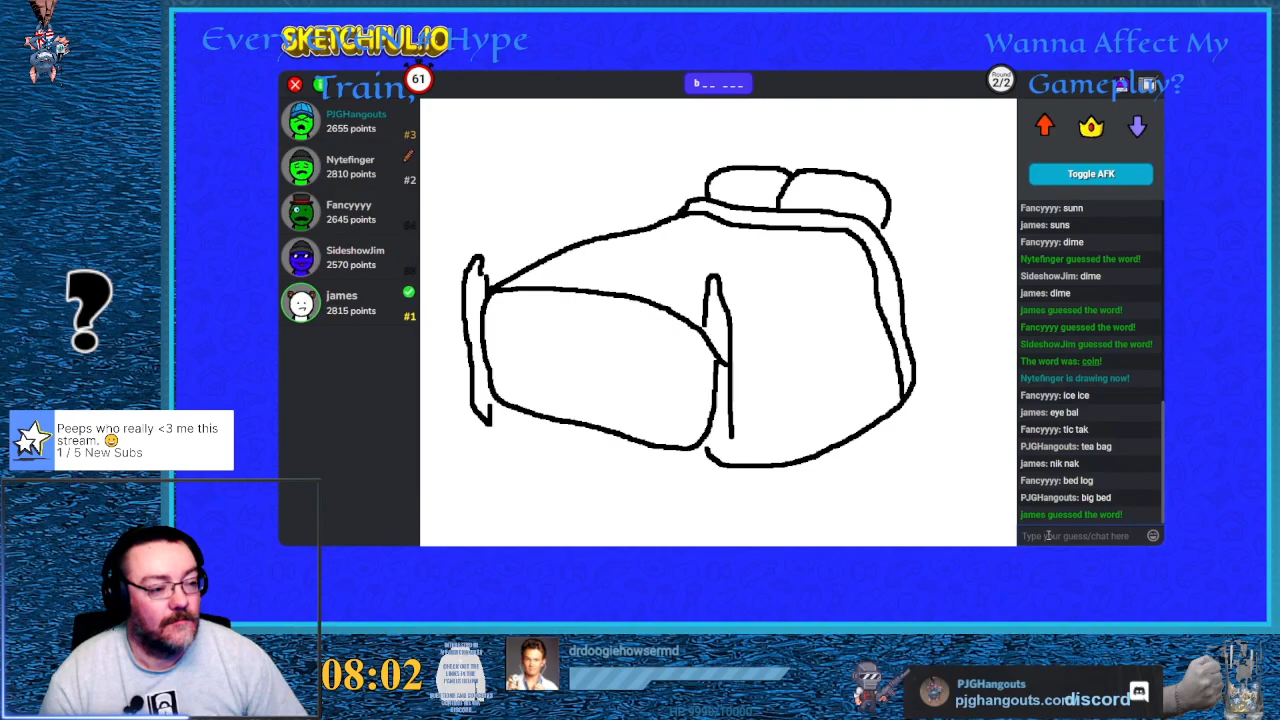 Every
Hype
SKETCHFUL.IO
Wanna Affect My
Train,
Gameplay?
61
b__ ___
Round
2/2
PJGHangouts
2655 points
#3
Nytefinger
2810 points
#2
Fancyyyy
2645 points
SideshowJim
2570 points
james
2815 points
#1
Toggle AFK
Fancyyyy: sunn
james: suns
Fancyyyy: dime
Nytefinger guessed the word!
SideshowJim: dime
james: dime
james guessed the word!
Fancyyyy guessed the word!
SideshowJim guessed the word!
The word was: coin!
Nytefinger is drawing now!
Fancyyyy: ice ice
james: eye bal
Fancyyyy: tic tak
PJGHangouts: tea bag
james: nik nak
Fancyyyy: bed log
PJGHangouts: big bed
james guessed the word!
Type your guess/chat here
?
Peeps who really <3 me this
stream.
1 / 5 New Subs
08:02
drdoogiehowsermd
PJGHangouts
pjghangouts.com/discord